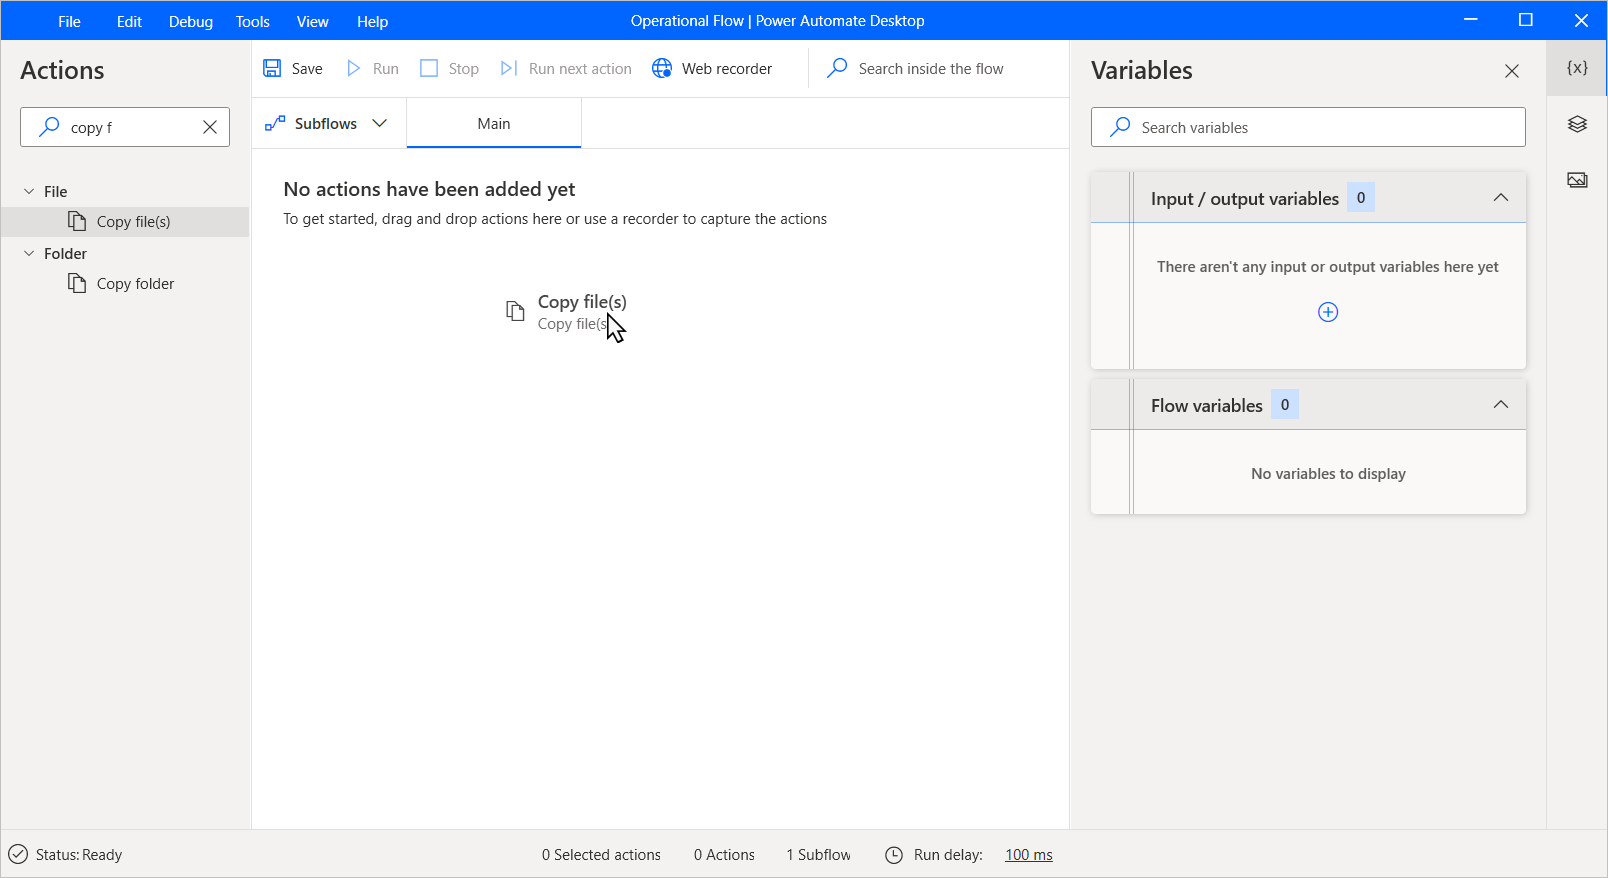 File Edit Debug Tools View Help Operational Flow | Power Automate Desktop
Actions
copy f
File
Copy file(s)
Folder
Copy folder
Save Run Stop Run next action Web recorder Search inside the flow
Subflows Main
No actions have been added yet
To get started, drag and drop actions here or use a recorder to capture the actions
Copy file(s)
Copy file(s
Variables
Search variables
Input / output variables 0
There aren't any input or output variables here yet
Flow variables 0
No variables to display
{x}
Status: Ready 0 Selected actions 0 Actions 1 Subflow Run delay: 100 ms